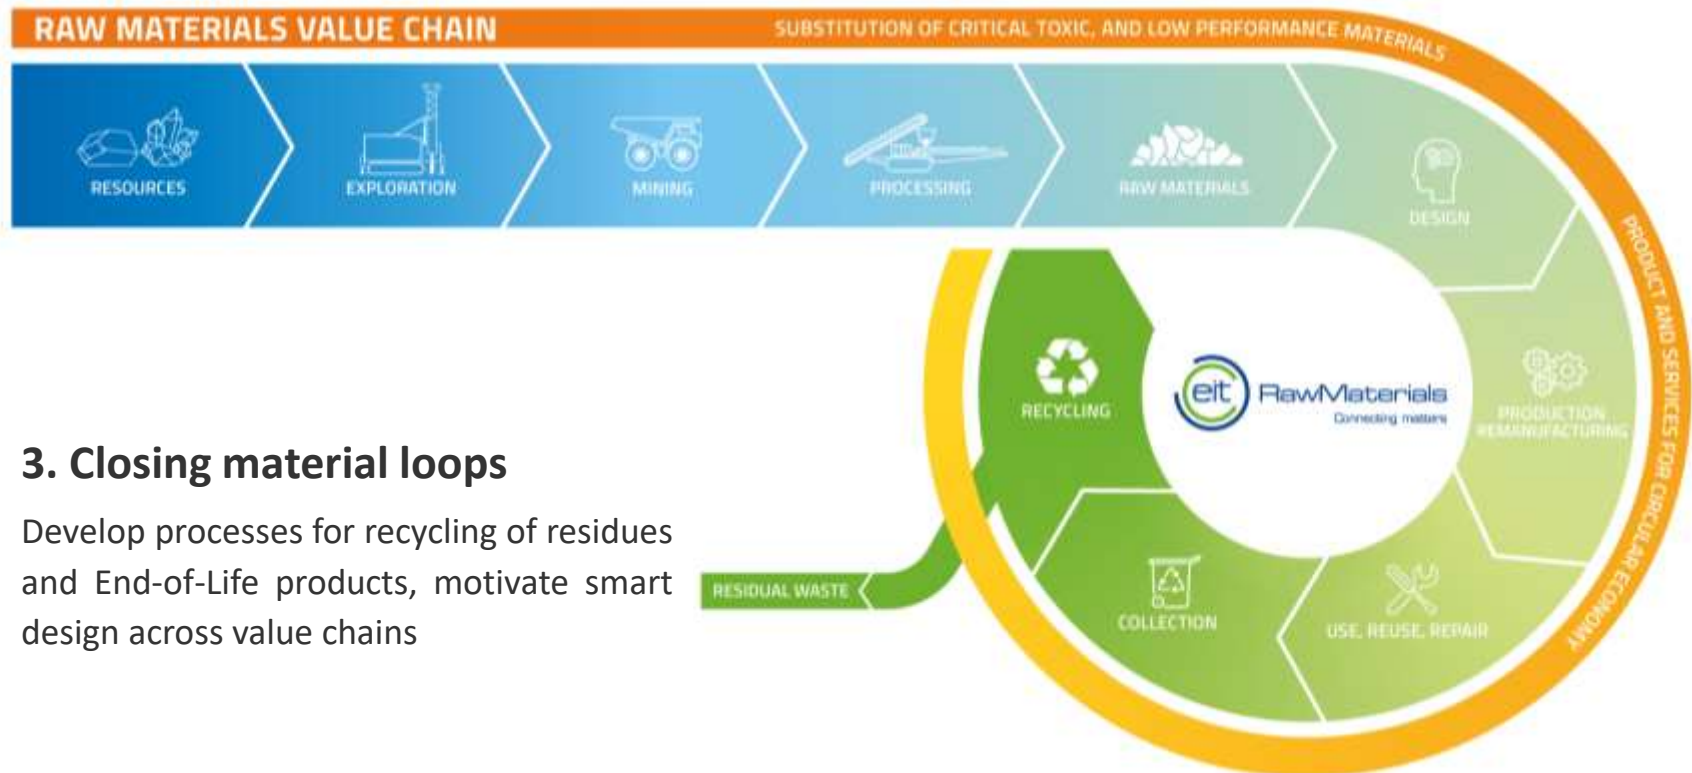 RAW MATERIALS VALUE CHAIN
SUBSTITUTION OF CRITICAL TOXIC, AND LOW PERFORMANCE MATERIALS
RESOURCES
EXPLORATION
MINING
PROCESSING
RAW MATERIALS
DESIGN
PRODUCT AND SERVICES FOR CIRCULAR ECONOMY
PRODUCTION
REMANUFACTURING
RECYCLING
eit RawMaterials
Connecting matters
3. Closing material loops
Develop processes for recycling of residues
and End-of-Life products, motivate smart
design across value chains
RESIDUAL WASTE
COLLECTION
USE, REUSE, REPAIR